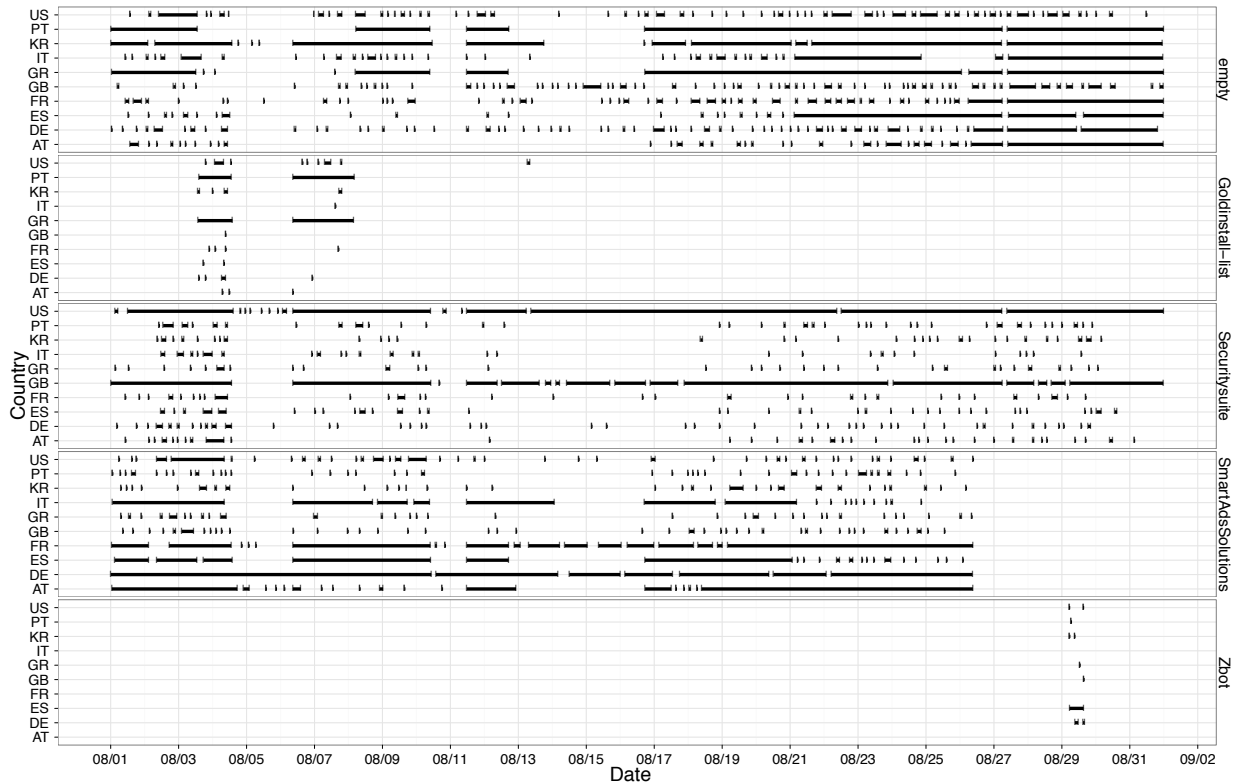 US
PT
KR
IT
GR
GB
FR
ES
DE
AT
empty
US
PT
KR
IT
GR
GB
FR
ES
DE
AT
Goldinstall−list
US
PT
KR
IT
GR
GB
FR
ES
DE
AT
Securitysuite
US
PT
KR
IT
GR
GB
FR
ES
DE
AT
SmartAdsSolutions
US
PT
KR
IT
GR
GB
FR
ES
DE
AT
Zbot
Country
08/01 08/03 08/05 08/07 08/09 08/11 08/13 08/15 08/17 08/19 08/21 08/23 08/25 08/27 08/29 08/31 09/02
Date